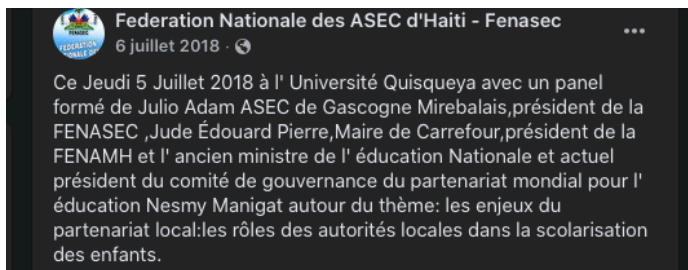 Federation Nationale des ASEC d'Haiti - Fenasec
6 juillet 2018 ·
Ce Jeudi 5 Juillet 2018 à l' Université Quisqueya avec un panel
formé de Julio Adam ASEC de Gascogne Mirebalais,président de la
FENASEC ,Jude Édouard Pierre,Maire de Carrefour,président de la
FENAMH et l' ancien ministre de l' éducation Nationale et actuel
président du comité de gouvernance du partenariat mondial pour l'
éducation Nesmy Manigat autour du thème: les enjeux du
partenariat local:les rôles des autorités locales dans la scolarisation
des enfants.